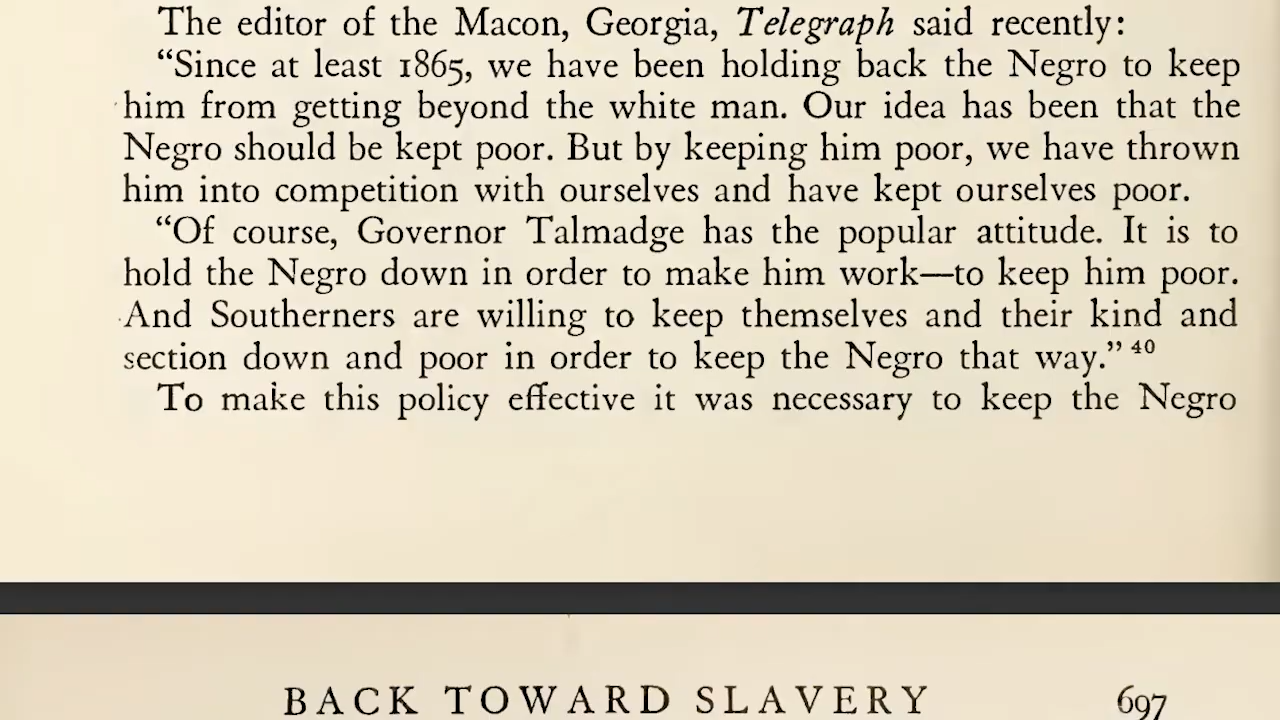 The editor of the Macon, Georgia, Telegraph said recently:
“Since at least 1865, we have been holding back the Negro to keep
him from getting beyond the white man. Our idea has been that the
Negro should be kept poor. But by keeping him poor, we have thrown
him into competition with ourselves and have kept ourselves poor.
“Of course, Governor Talmadge has the popular attitude. It is to
hold the Negro down in order to make him work—to keep him poor.
And Southerners are willing to keep themselves and their kind and
section down and poor in order to keep the Negro that way.” 40
To make this policy effective it was necessary to keep the Negro
BACK TOWARD SLAVERY 697